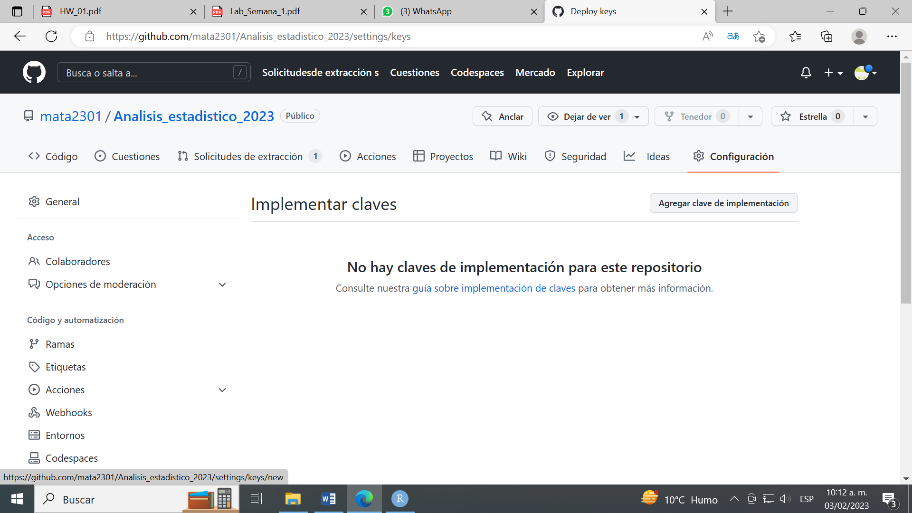 HW_01.pdf
Lab_Semana_1.pdf
(3) WhatsApp
Deploy keys
https://github.com/mata2301/Analisis_estadistico_2023/settings/keys
Busca o salta a...
/
Solicitudesde extracción s
Cuestiones
Codespaces
Mercado
Explorar
mata2301 / Analisis_estadistico_2023
Público
Anclar
Dejar de ver 1
Tenedor 0
Estrella 0
Código
Cuestiones
Solicitudes de extracción 1
Acciones
Proyectos
Wiki
Seguridad
Ideas
Configuración
General
Acceso
Colaboradores
Opciones de moderación
Código y automatización
Ramas
Etiquetas
Acciones
Webhooks
Entornos
Codespaces
Implementar claves
Agregar clave de implementación
No hay claves de implementación para este repositorio
Consulte nuestra guía sobre implementación de claves para obtener más información.
https://github.com/mata2301/Analisis_estadistico_2023/settings/keys/new
Buscar
10°C Humo
ESP
10:12 a. m.
03/02/2023
3